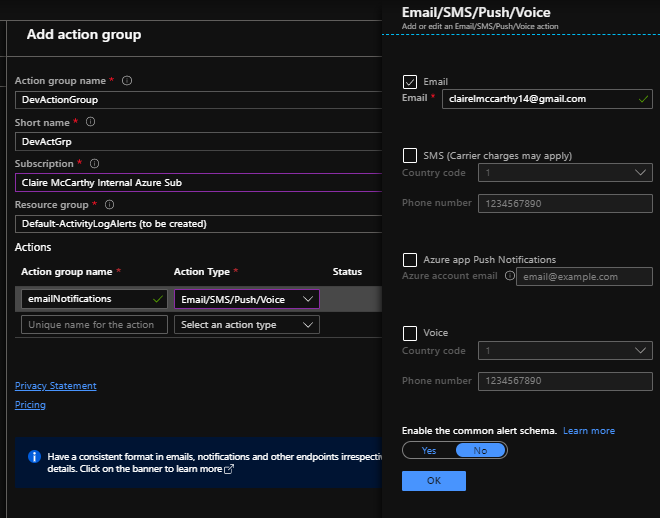 Add action group
Action group name *
DevActionGroup
Short name *
DevActGrp
Subscription *
Claire McCarthy Internal Azure Sub
Resource group *
Default-ActivityLogAlerts (to be created)
Actions
Action group name * Action Type * Status
emailNotifications Email/SMS/Push/Voice
Unique name for the action Select an action type
Privacy Statement
Pricing
Have a consistent format in emails, notifications and other endpoints irrespective
details. Click on the banner to learn more
Email/SMS/Push/Voice
Add or edit an Email/SMS/Push/Voice action
Email
Email * clairelmccarthy14@gmail.com
SMS (Carrier charges may apply)
Country code 1
Phone number 1234567890
Azure app Push Notifications
Azure account email email@example.com
Voice
Country code 1
Phone number 1234567890
Enable the common alert schema. Learn more
Yes No
OK